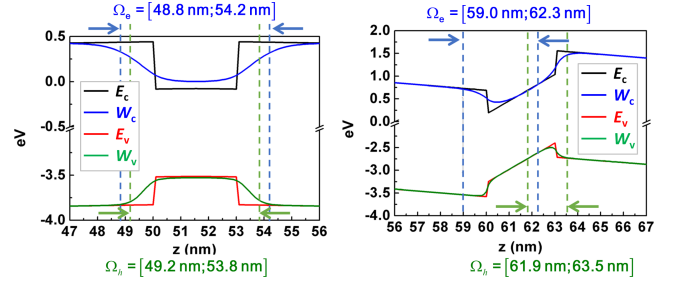 Ωe = [48.8 nm;54.2 nm]
0.5
0.0
-0.5
-3.5
-4.0
eV
Ec
Wc
Ev
Wv
47 48 49 50 51 52 53 54 55 56
z (nm)
Ωh = [49.2 nm;53.8 nm]
Ωe = [59.0 nm;62.3 nm]
2.0
1.5
1.0
0.5
0.0
-2.0
-2.5
-3.0
-3.5
-4.0
eV
Ec
Wc
Ev
Wv
56 57 58 59 60 61 62 63 64 65 66 67
z (nm)
Ωh = [61.9 nm;63.5 nm]